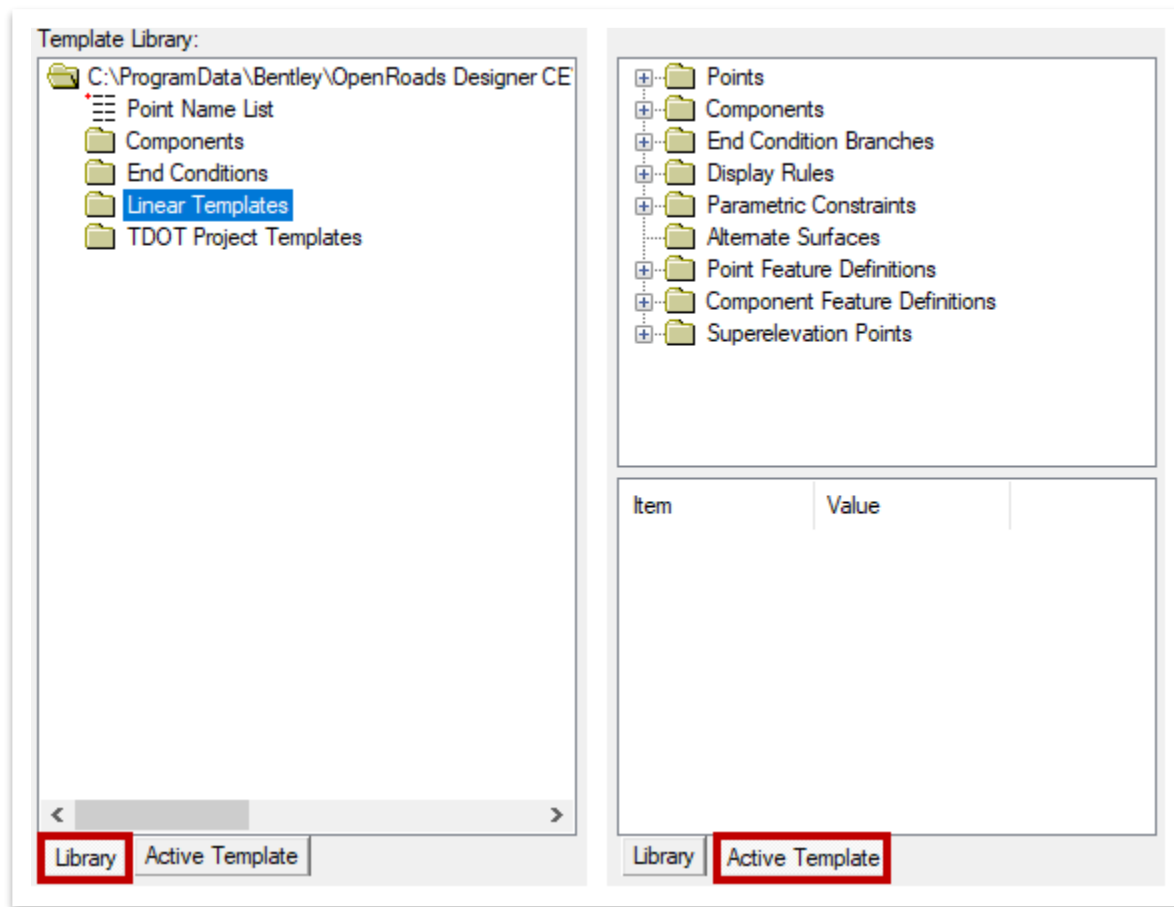 Template Library:
C:\ProgramData\Bentley\OpenRoads Designer CE
Point Name List
Components
End Conditions
Linear Templates
TDOT Project Templates
Library
Active Template
Points
Components
End Condition Branches
Display Rules
Parametric Constraints
Alternate Surfaces
Point Feature Definitions
Component Feature Definitions
Superelevation Points
Item Value
Library
Active Template